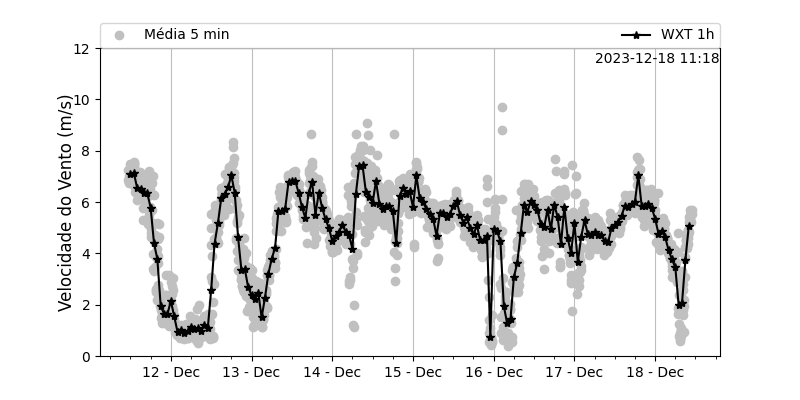 Média 5 min
WXT 1h
2023-12-18 11:18
Velocidade do Vento (m/s)
12
10
8
6
4
2
0
12 - Dec 13 - Dec 14 - Dec 15 - Dec 16 - Dec 17 - Dec 18 - Dec